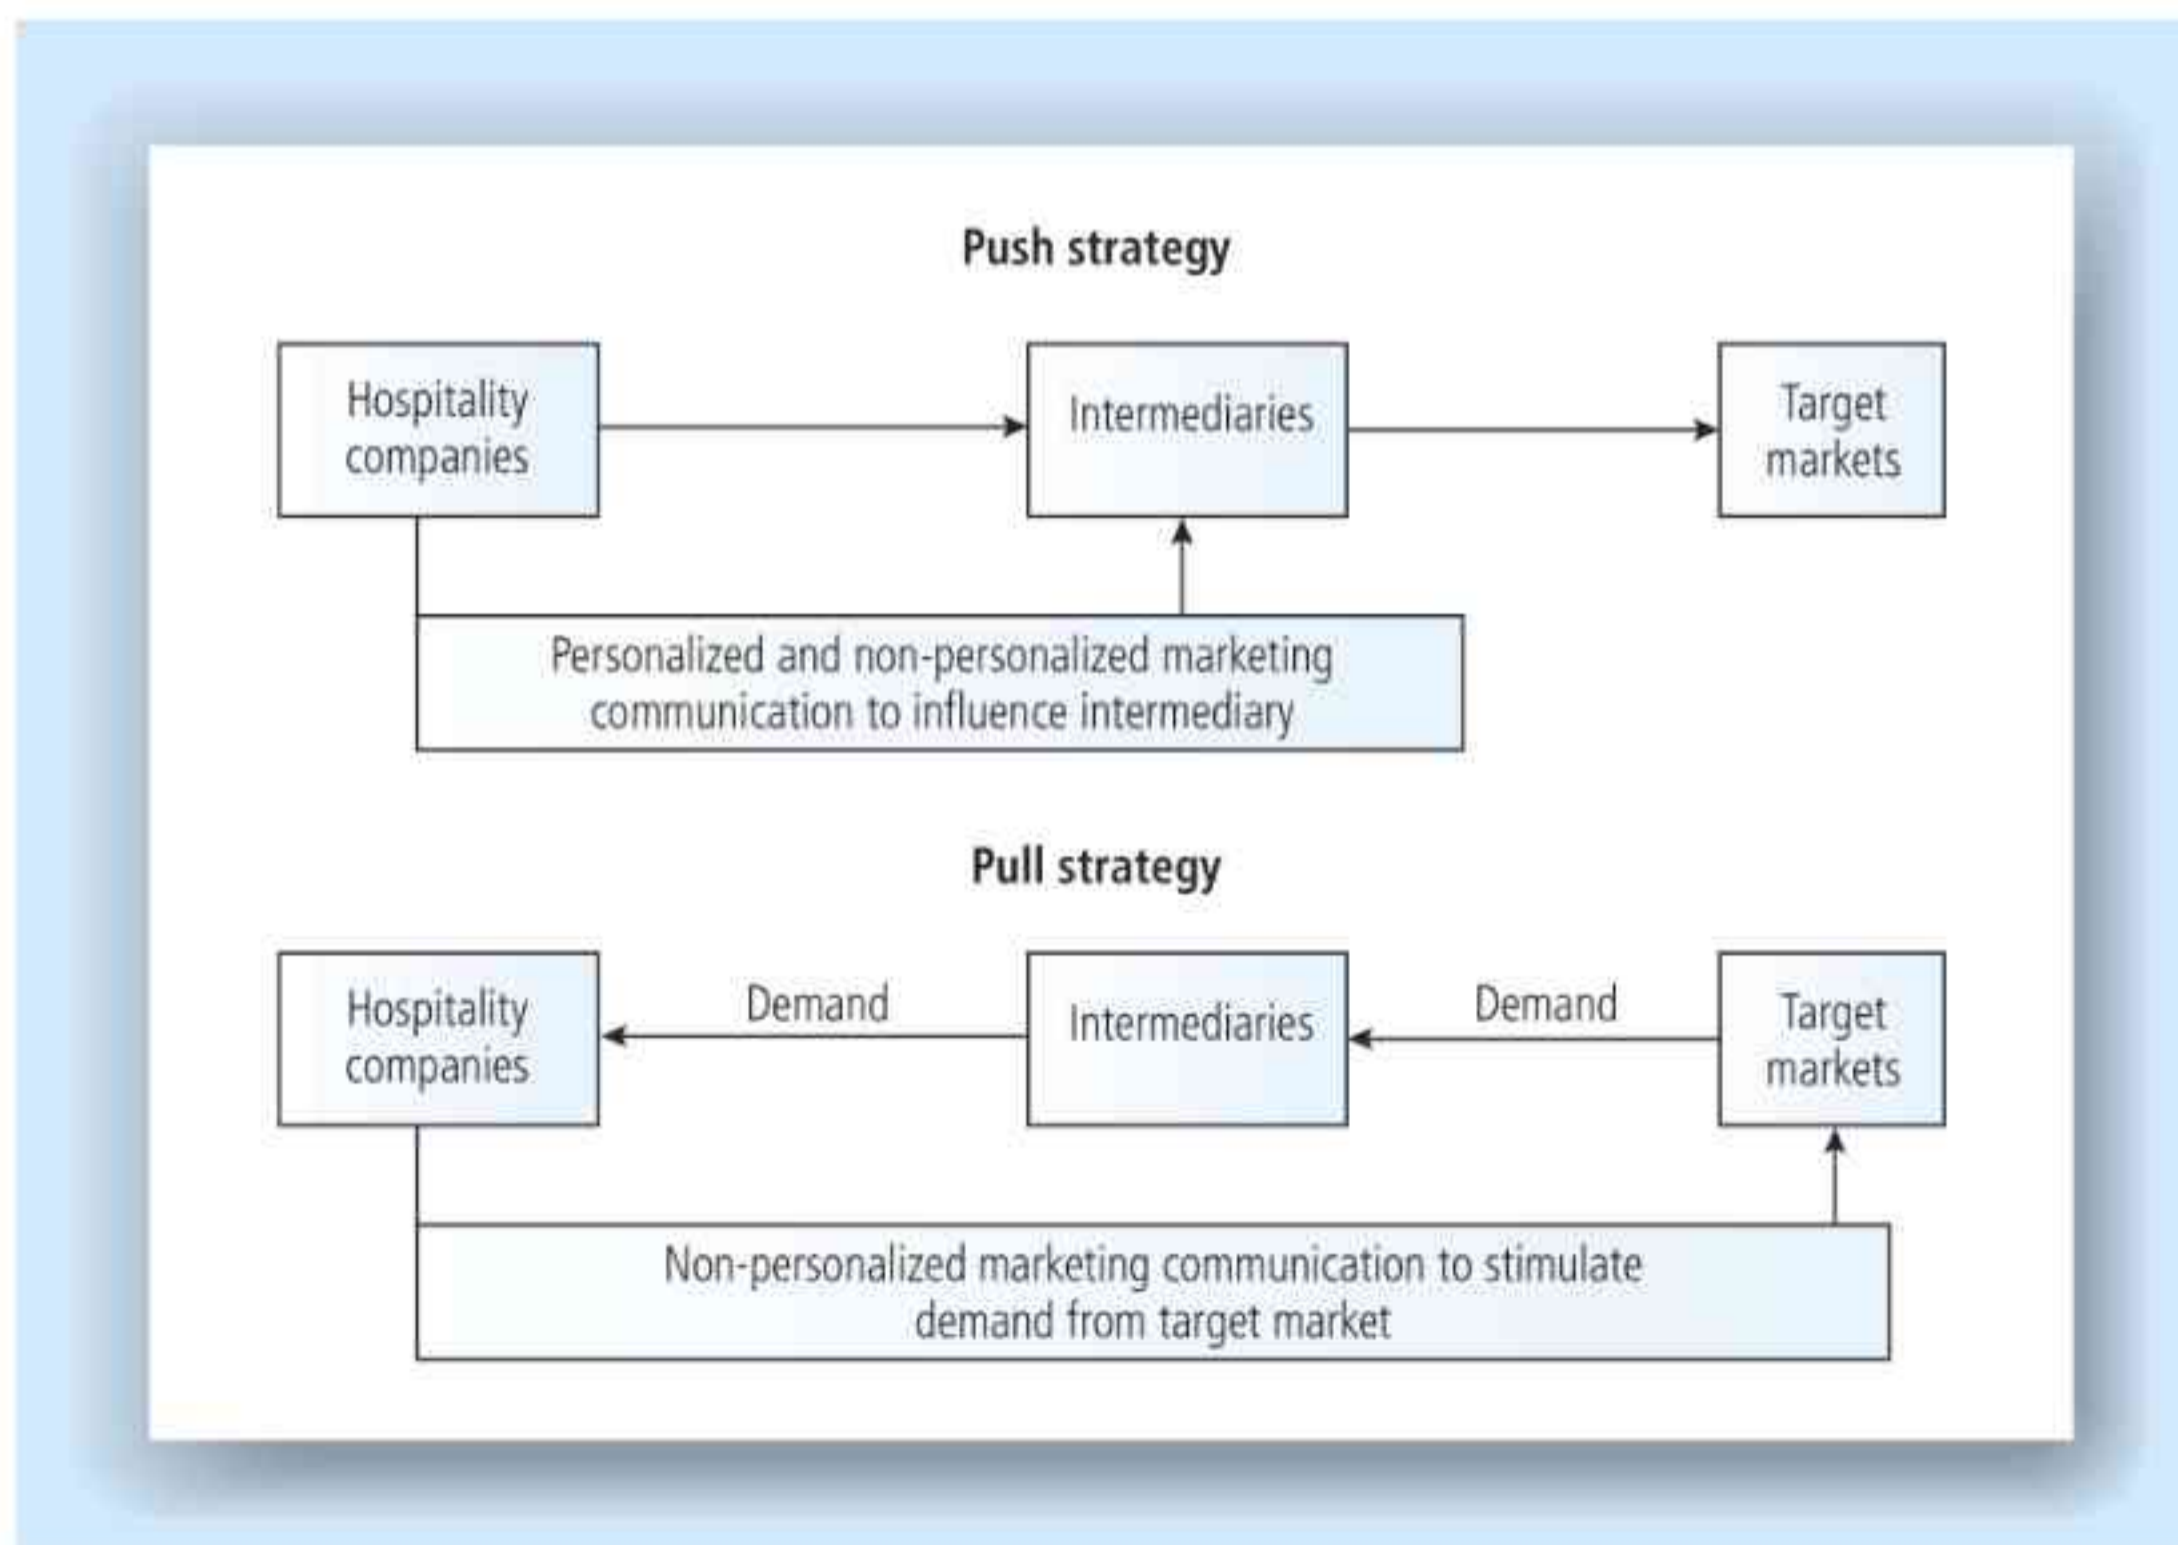 Push strategy
Hospitality
companies
Intermediaries
Target
markets
Personalized and non-personalized marketing
communication to influence intermediary
Pull strategy
Hospitality
companies
Demand
Intermediaries
Demand
Target
markets
Non-personalized marketing communication to stimulate
demand from target market